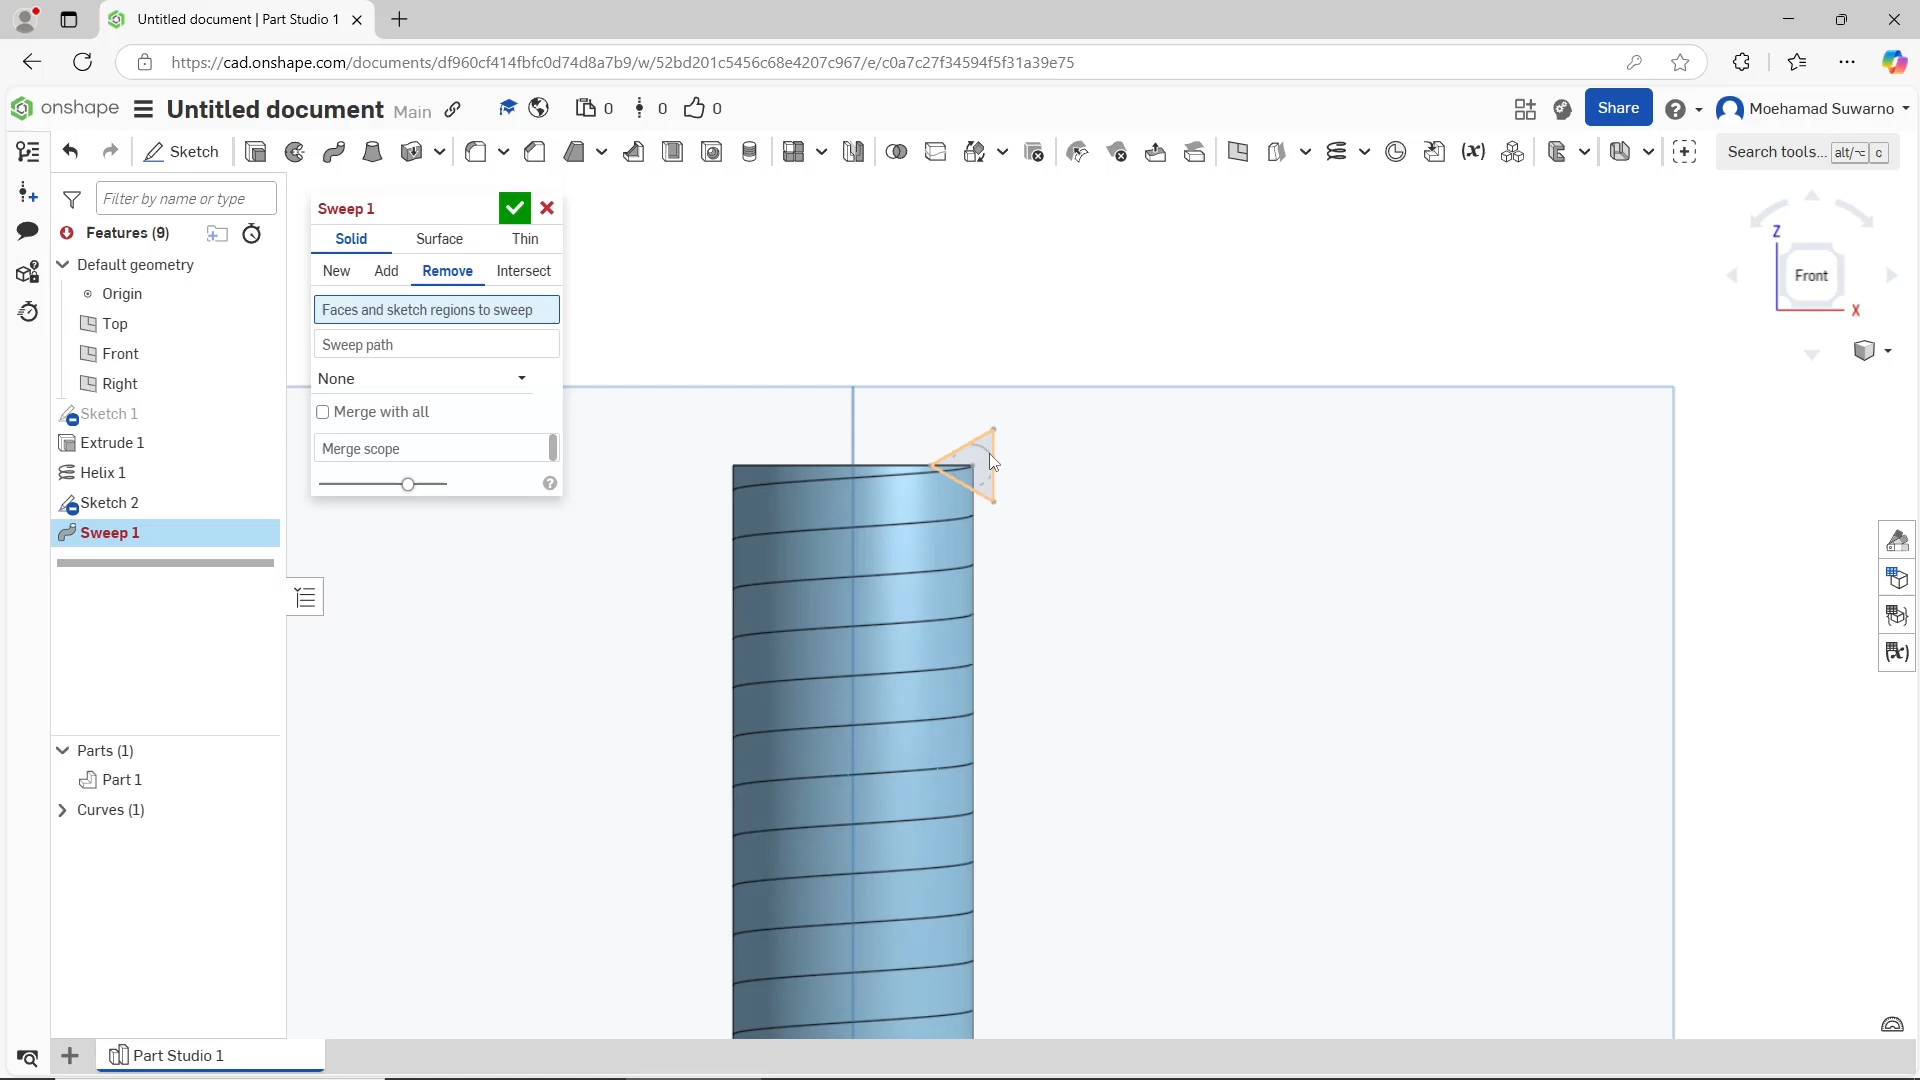 Untitled document | Part Studio 1
https://cad.onshape.com/documents/df960cf414fbfc0d74d8a7b9/w/52bd201c5456c68e4207c967/e/c0a7c27f34594f5f31a39e75
onshape Untitled document Main 0 0 0 Share Moehamad Suwarno
Sketch Search tools... alt/⌥ c
Filter by name or type
Features (9)
Default geometry
Origin
Top
Front
Right
Sketch 1
Extrude 1
Helix 1
Sketch 2
Sweep 1
Parts (1)
Part 1
Curves (1)
Sweep 1
Solid Surface Thin
New Add Remove Intersect
Faces and sketch regions to sweep
Sweep path
None
Merge with all
Merge scope
Z
Front
X
Part Studio 1